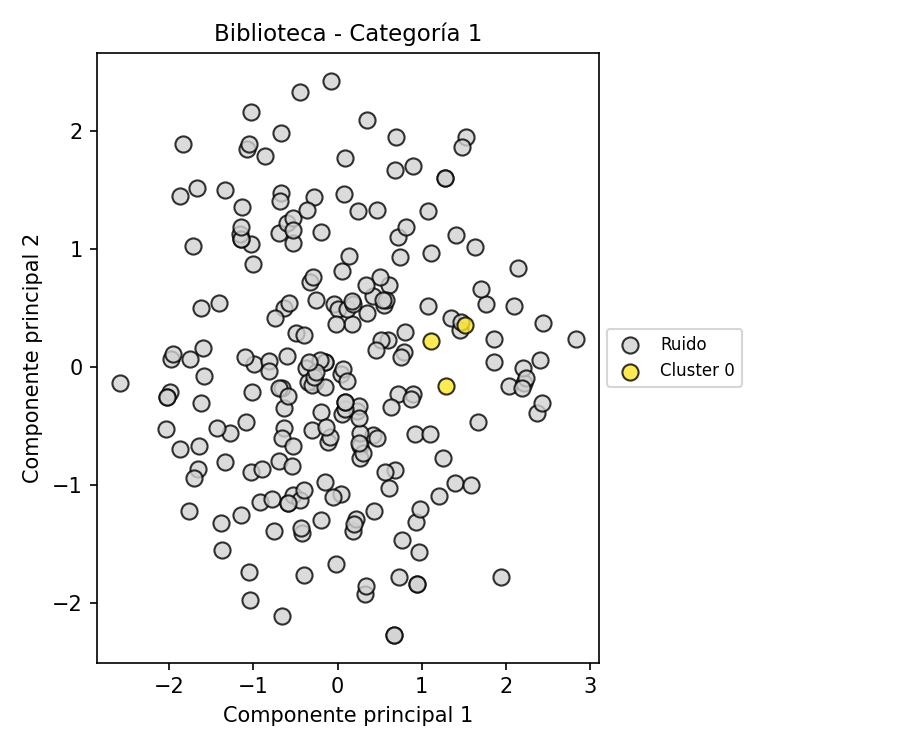 Biblioteca - Categoría 1
Componente principal 2
2
1
0
−1
−2
−2
−1
0
1
2
3
Componente principal 1
Ruido
Cluster 0